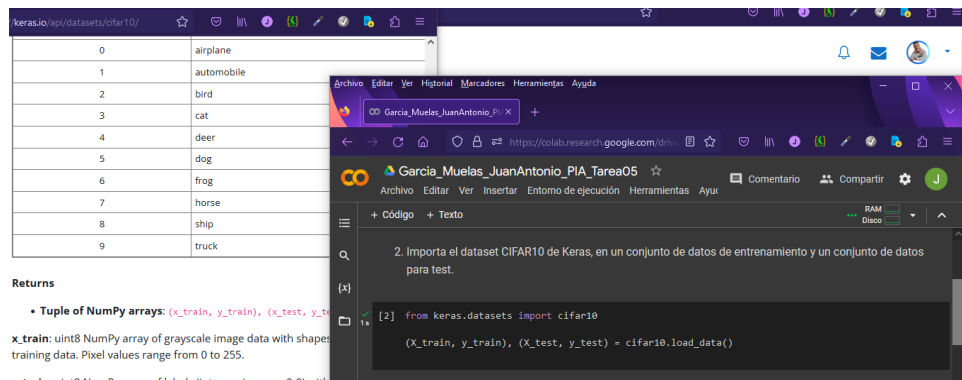 /keras.io/api/datasets/cifar10/
0 airplane
1 automobile
2 bird
3 cat
4 deer
5 dog
6 frog
7 horse
8 ship
9 truck
Returns
• Tuple of NumPy arrays: (x_train, y_train), (x_test, y_te
x_train: uint8 NumPy array of grayscale image data with shapes
training data. Pixel values range from 0 to 255.
Archivo Editar Ver Historial Marcadores Herramientas Ayuda
Garcia_Muelas_JuanAntonio_PI
https://colab.research.google.com/driv
Garcia_Muelas_JuanAntonio_PIA_Tarea05
Comentario Compartir J
Archivo Editar Ver Insertar Entorno de ejecución Herramientas Ayuc
+ Código + Texto
RAM
Disco
2. Importa el dataset CIFAR10 de Keras, en un conjunto de datos de entrenamiento y un conjunto de datos
para test.
{x}
1 s
[2] from keras.datasets import cifar10
(X_train, y_train), (X_test, y_test) = cifar10.load_data()